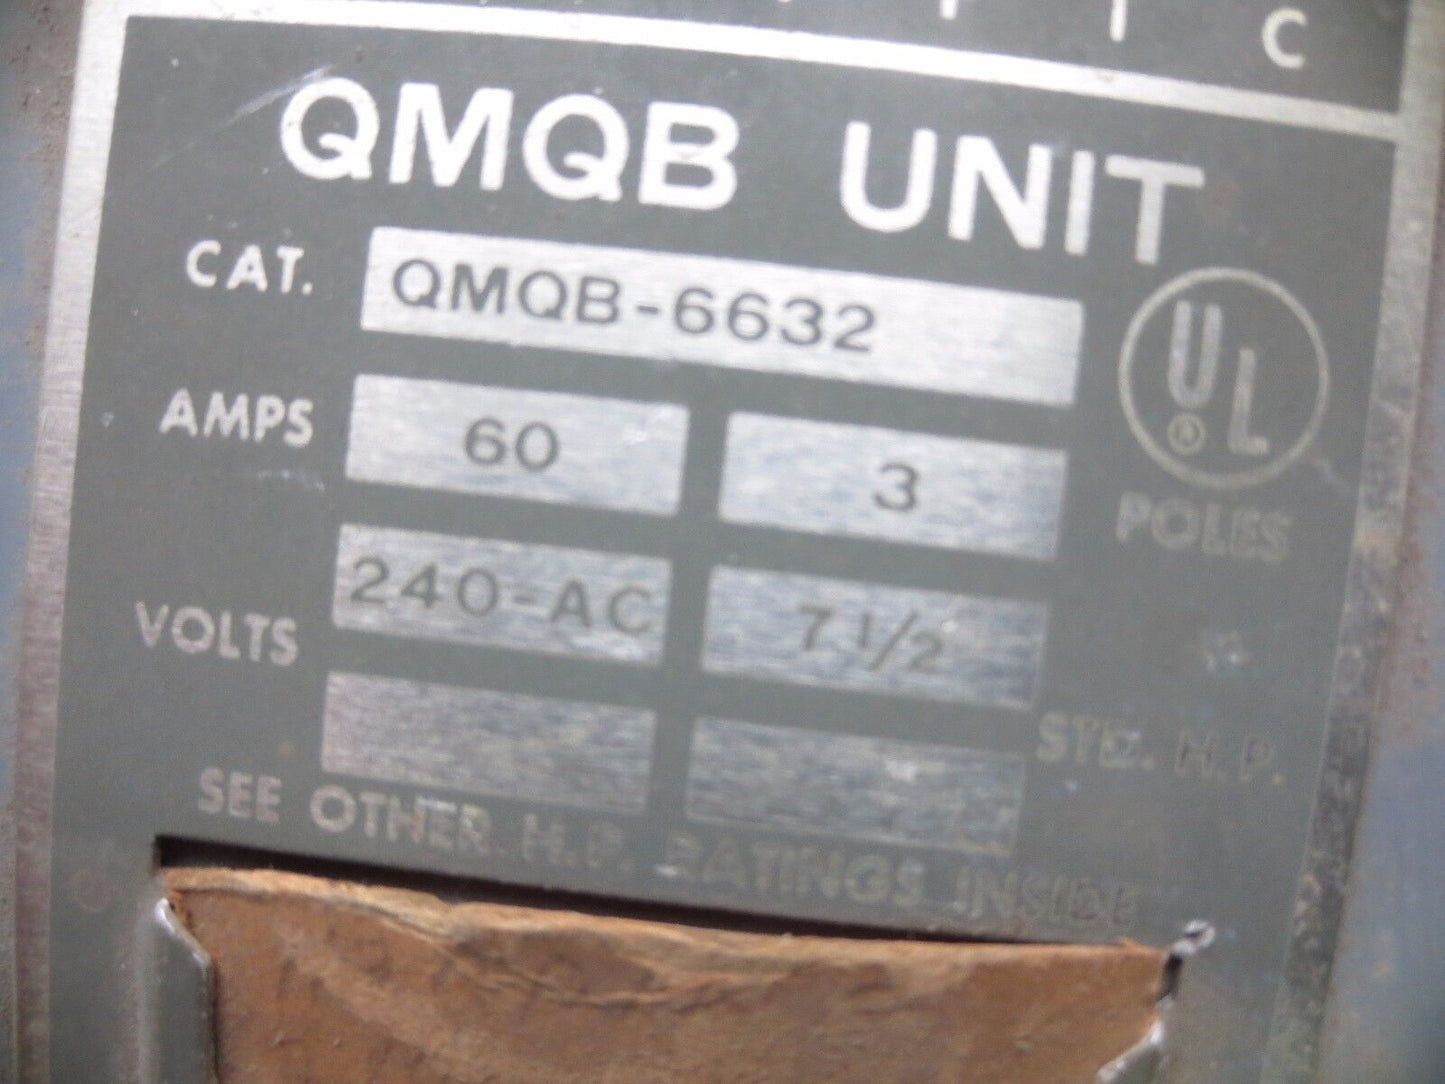 C
QMQB UNIT
CAT. QMQB-6632
UL
AMPS 60 3 POLES
VOLTS 240-AC 7 1/2 STD. H.P.
SEE OTHER H.P. RATINGS INSIDE